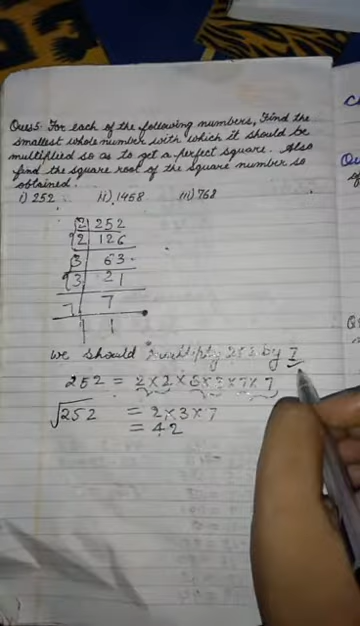 Ques5 For each of the following numbers, Find the
smallest whole number with which it should be
multiplied so as to get a perfect square. Also
find the square root of the square number so
obtained.
i) 252 ii) 1458 iii) 768
2 252
2 126
3 63
3 21
7 7
1
we should multiply 252 by 7
252 = 2×2×3×3×7×7
√252 = 2×3×7
= 42